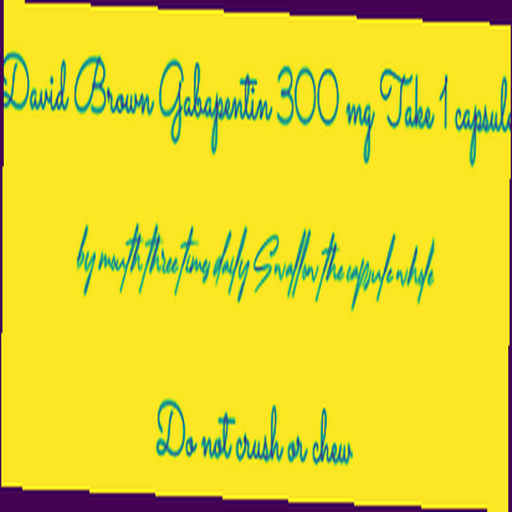 David Brown Gabapentin 300 mg Take 1 capsule
by mouth three times daily Swallow the capsule whole
Do not crush or chew